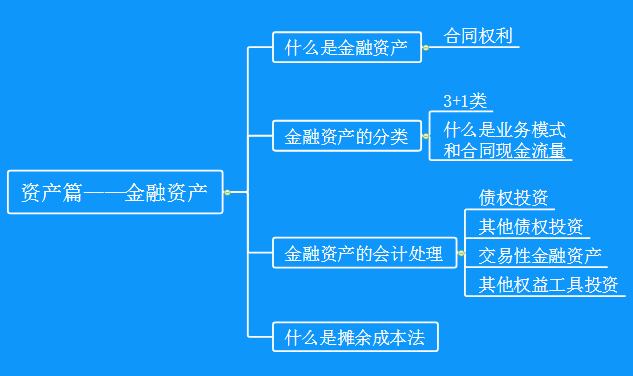 资产篇——金融资产
什么是金融资产
合同权利
金融资产的分类
3+1类
什么是业务模式
和合同现金流量
金融资产的会计处理
债权投资
其他债权投资
交易性金融资产
其他权益工具投资
什么是摊余成本法